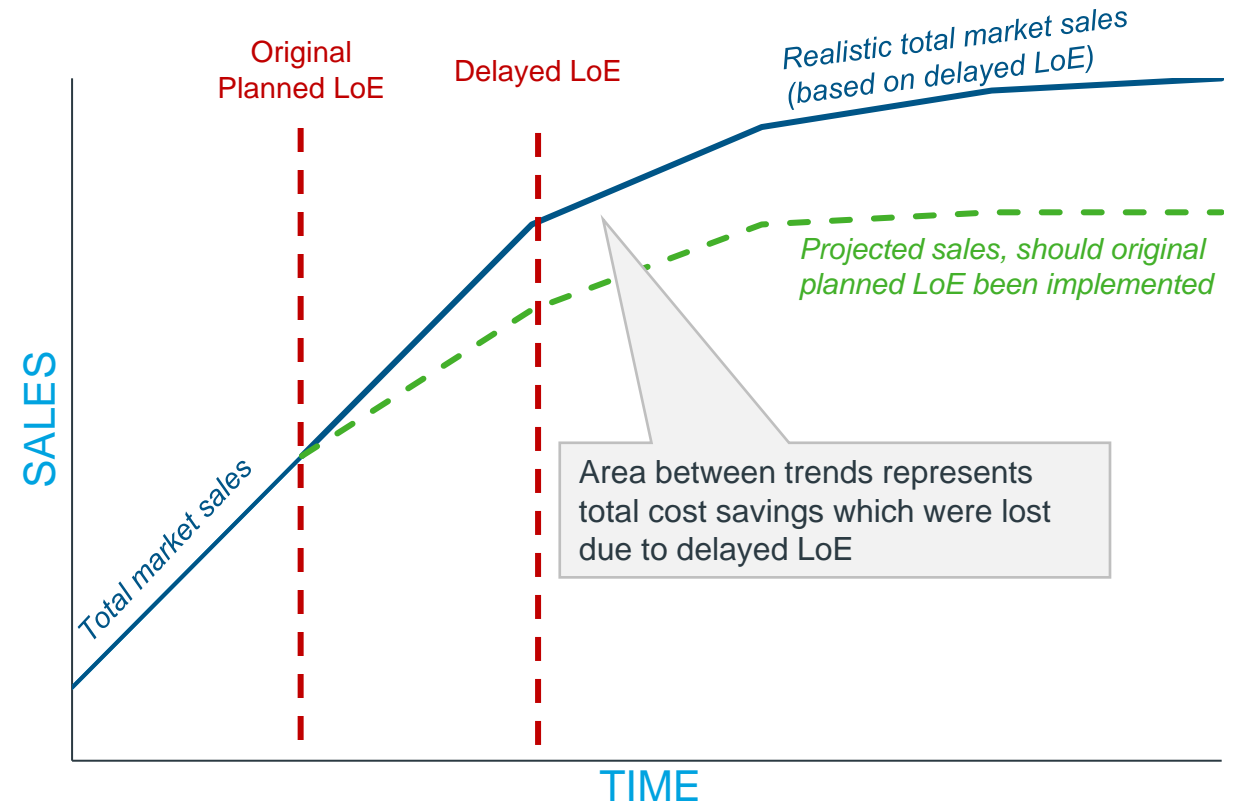 Original
Planned LoE
Delayed LoE
Realistic total market sales
(based on delayed LoE)
Projected sales, should original
planned LoE been implemented
SALES
Total market sales
Area between trends represents
total cost savings which were lost
due to delayed LoE
TIME